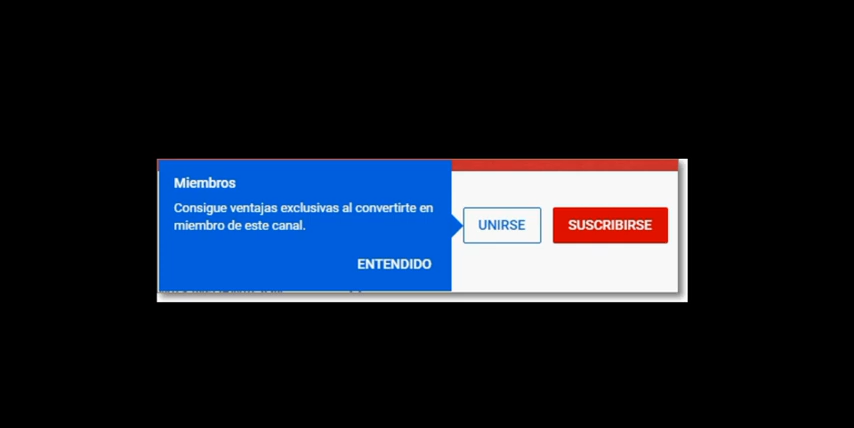 Miembros
Consigue ventajas exclusivas al convertirte en
miembro de este canal.
ENTENDIDO
UNIRSE
SUSCRIBIRSE